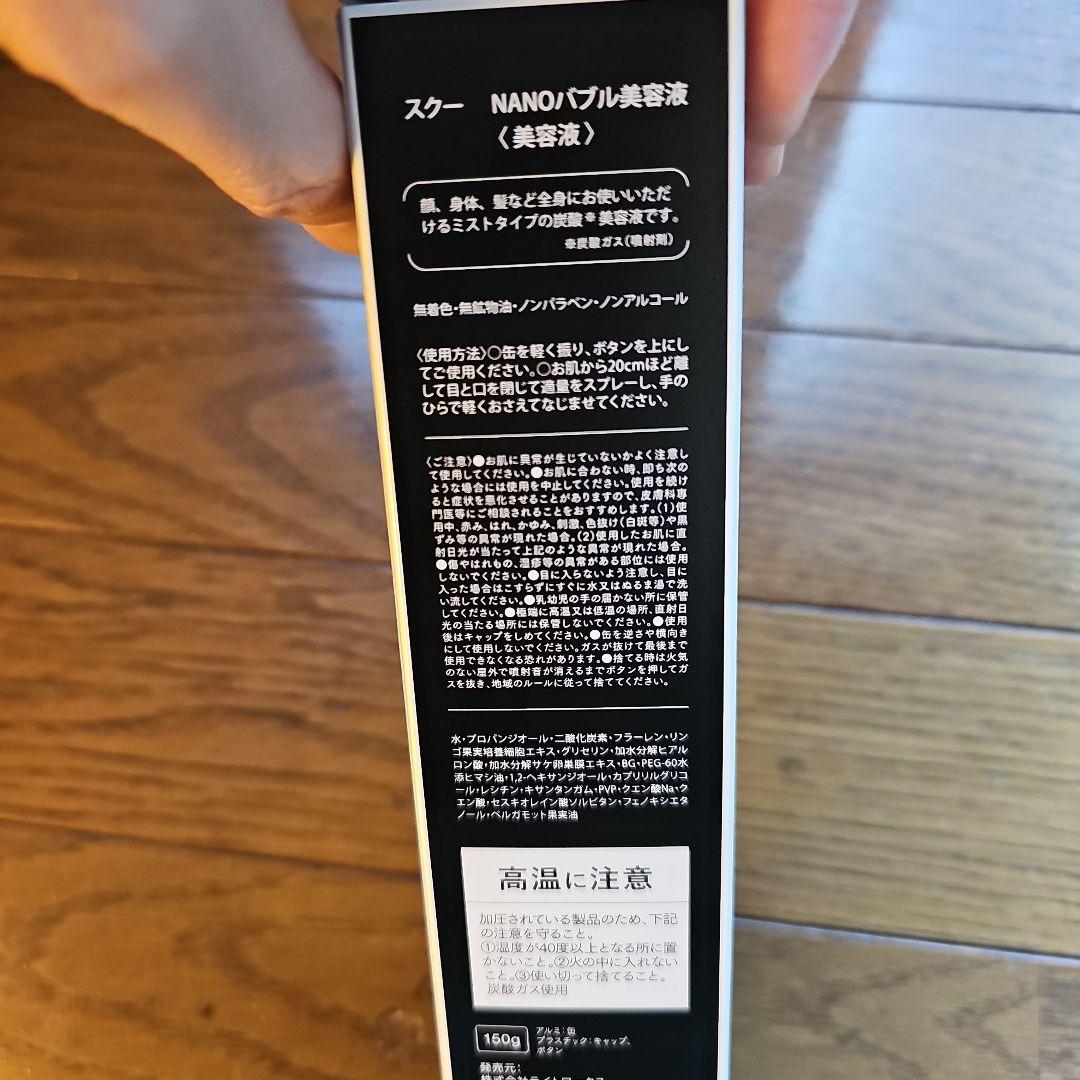 スクー　NANOバブル美容液
〈美容液〉
顔、身体、髪など全身にお使いいただ
けるミストタイプの炭酸※美容液です。
※炭酸ガス(噴射剤)
無着色・無鉱物油・ノンパラベン・ノンアルコール
〈使用方法〉○缶を軽く振り、ボタンを上にし
てご使用ください。○お肌から20cmほど離
して目と口を閉じて適量をスプレーし、手の
ひらで軽くおさえてなじませてください。
〈ご注意〉●お肌に異常が生じていないかよく注意し
て使用してください。●お肌に合わない時、即ち次の
ような場合には使用を中止してください。使用を続け
ると症状を悪化させることがありますので、皮膚科専
門医等にご相談されることをおすすめします。(1)使
用中、赤み、はれ、かゆみ、刺激、色抜け(白斑等)や黒
ずみ等の異常が現れた場合。(2)使用したお肌に直
射日光が当たって上記のような異常が現れた場合。
●傷やはれもの、湿疹等の異常がある部位には使用
しないでください。●目に入らないよう注意し、目に
入った場合はこすらずにすぐに水又はぬるま湯で洗
い流してください。●乳幼児の手の届かない所に保管
してください。●極端に高温又は低温の場所、直射日
光の当たる場所には保管しないでください。●使用
後はキャップをしめてください。●缶を逆さや横向き
にして使用しないでください。ガスが抜けて最後まで
使用できなくなる恐れがあります。●捨てる時は火気
のない屋外で噴射音が消えるまでボタンを押してガ
スを抜き、地域のルールに従って捨ててください。
水・プロパンジオール・二酸化炭素・フラーレン・リン
ゴ果実培養細胞エキス・グリセリン・加水分解ヒアル
ロン酸・加水分解サケ卵巣膜エキス・BG・PEG-60水
添ヒマシ油・1,2-ヘキサンジオール・カプリリルグリコ
ール・レシチン・キサンタンガム・PVP・クエン酸Na・ク
エン酸・セスキオレイン酸ソルビタン・フェノキシエタ
ノール・ベルガモット果実油
高温に注意
加圧されている製品のため、下記
の注意を守ること。
①温度が40度以上となる所に置
かないこと。②火の中に入れない
こと。③使い切って捨てること。
炭酸ガス使用
150g
アルミ:缶
プラスチック:キャップ、
ボタン
発売元: